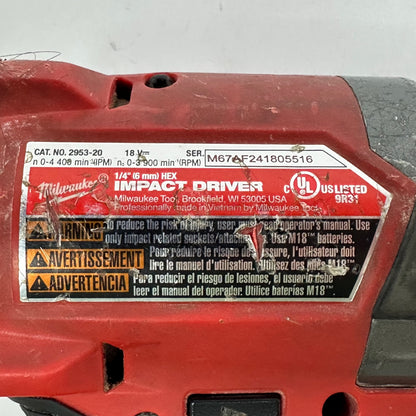 CAT. NO. 2953-20 18 V⎓ SER. M67AF241805516
n 0-4 400 min⁻¹(IPM) n₀ 0-3 900 min⁻¹(RPM)
1/4" (6 mm) HEX
Milwaukee IMPACT DRIVER C UL US LISTED
Milwaukee Tool, Brookfield, WI 53005 USA 9R31
Professionally made in Vietnam by Milwaukee Tool
WARNING To reduce the risk of injury, user must read operator's manual. Use
only impact related sockets/attachments. Use M18™ batteries.
AVERTISSEMENT Pour réduire le risque de blessure, l'utilisateur doit
lire le manuel d'utilisation. Utilisez des piles M18™.
ADVERTENCIA Para reducir el riesgo de lesiones, el usuario debe
leer el manual del operador. Utilice baterías M18™.